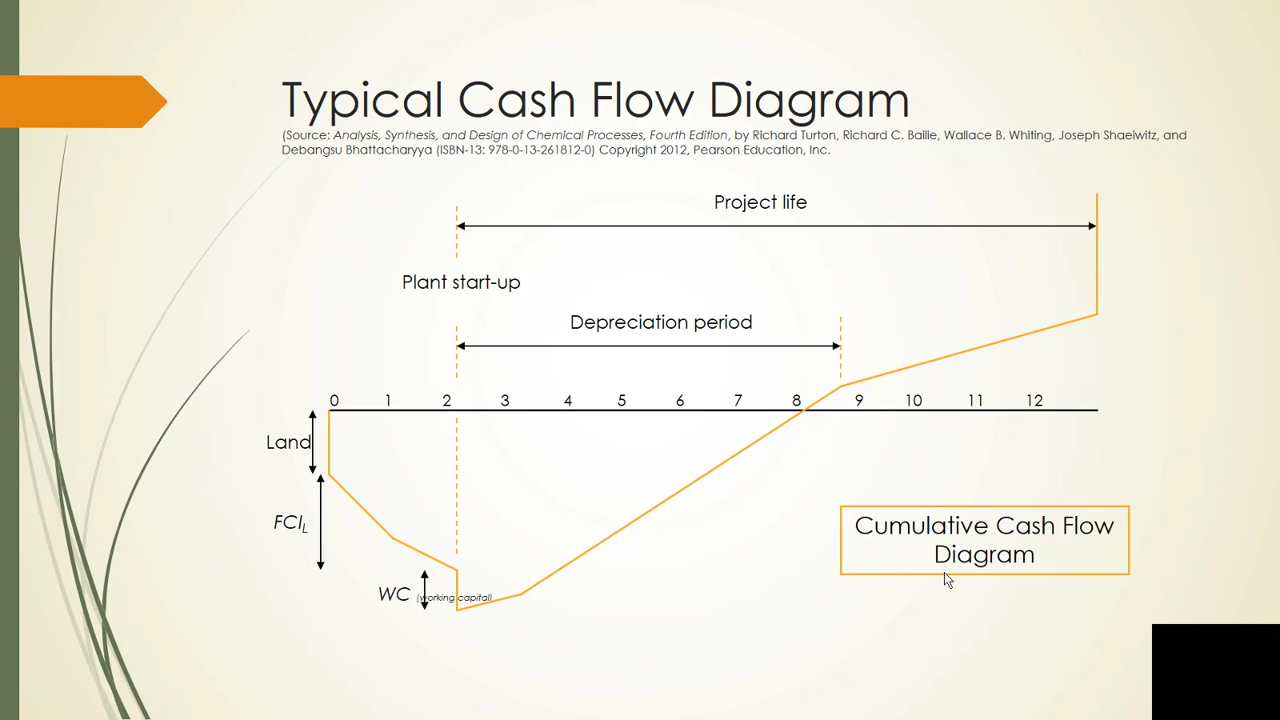 Typical Cash Flow Diagram
(Source: Analysis, Synthesis, and Design of Chemical Processes, Fourth Edition, by Richard Turton, Richard C. Bailie, Wallace B. Whiting, Joseph Shaeiwitz, and
Debangsu Bhattacharyya (ISBN-13: 978-0-13-261812-0) Copyright 2012, Pearson Education, Inc.
Project life
Plant start-up
Depreciation period
0 1 2 3 4 5 6 7 8 9 10 11 12
Land
FCIL
Cumulative Cash Flow
Diagram
WC (working capital)